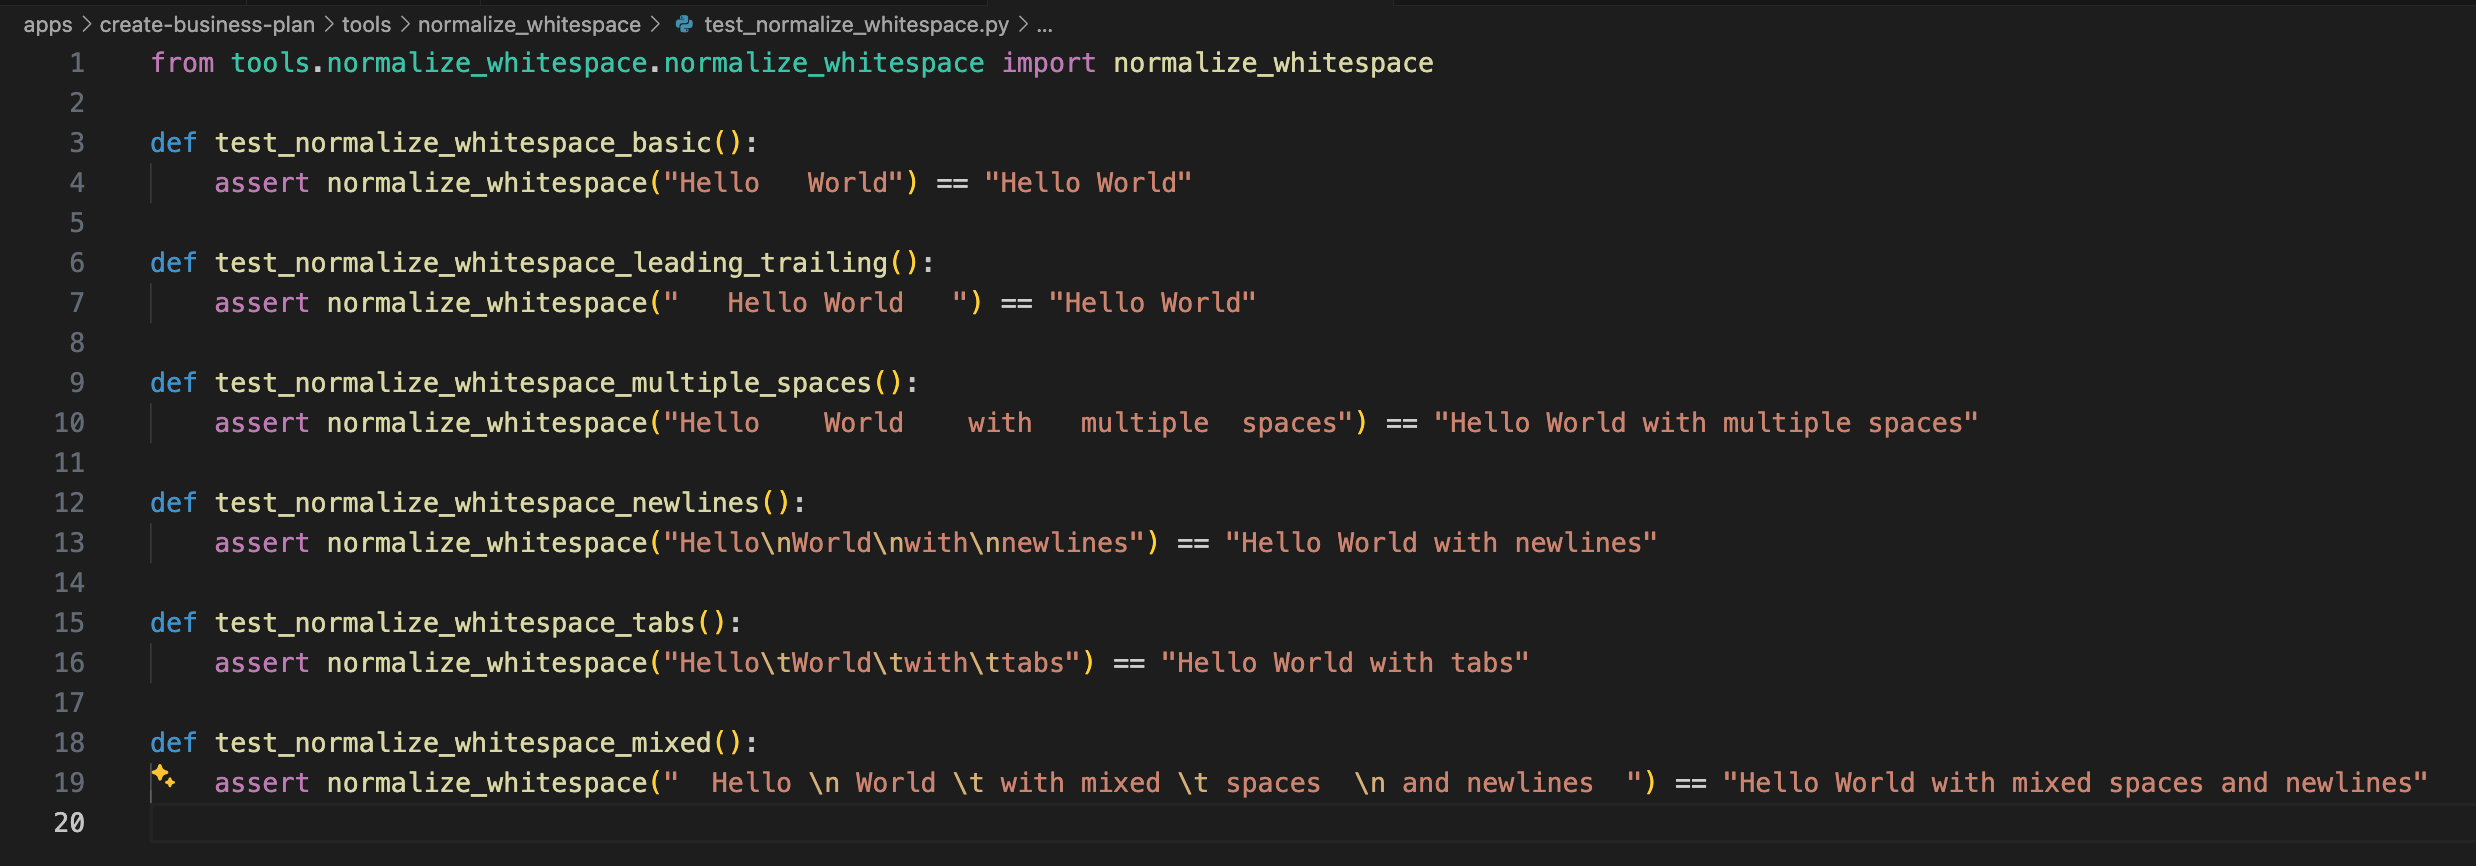 apps > create-business-plan > tools > normalize_whitespace > test_normalize_whitespace.py > ...
1 from tools.normalize_whitespace.normalize_whitespace import normalize_whitespace
2
3 def test_normalize_whitespace_basic():
4     assert normalize_whitespace("Hello   World") == "Hello World"
5
6 def test_normalize_whitespace_leading_trailing():
7     assert normalize_whitespace("   Hello World   ") == "Hello World"
8
9 def test_normalize_whitespace_multiple_spaces():
10     assert normalize_whitespace("Hello    World    with   multiple  spaces") == "Hello World with multiple spaces"
11
12 def test_normalize_whitespace_newlines():
13     assert normalize_whitespace("Hello\nWorld\nwith\nnewlines") == "Hello World with newlines"
14
15 def test_normalize_whitespace_tabs():
16     assert normalize_whitespace("Hello\tWorld\twith\ttabs") == "Hello World with tabs"
17
18 def test_normalize_whitespace_mixed():
19     assert normalize_whitespace("  Hello \n World \t with mixed \t spaces  \n and newlines  ") == "Hello World with mixed spaces and newlines"
20